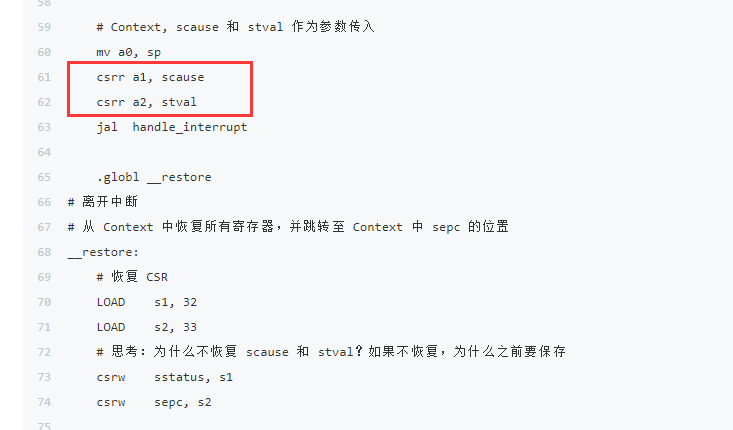 58
59 # Context, scause 和 stval 作为参数传入
60 mv a0, sp
61 csrr a1, scause
62 csrr a2, stval
63 jal  handle_interrupt
64
65 .globl __restore
66 # 离开中断
67 # 从 Context 中恢复所有寄存器，并跳转至 Context 中 sepc 的位置
68 __restore:
69 # 恢复 CSR
70 LOAD    s1, 32
71 LOAD    s2, 33
72 # 思考：为什么不恢复 scause 和 stval？如果不恢复，为什么之前要保存
73 csrw    sstatus, s1
74 csrw    sepc, s2
75